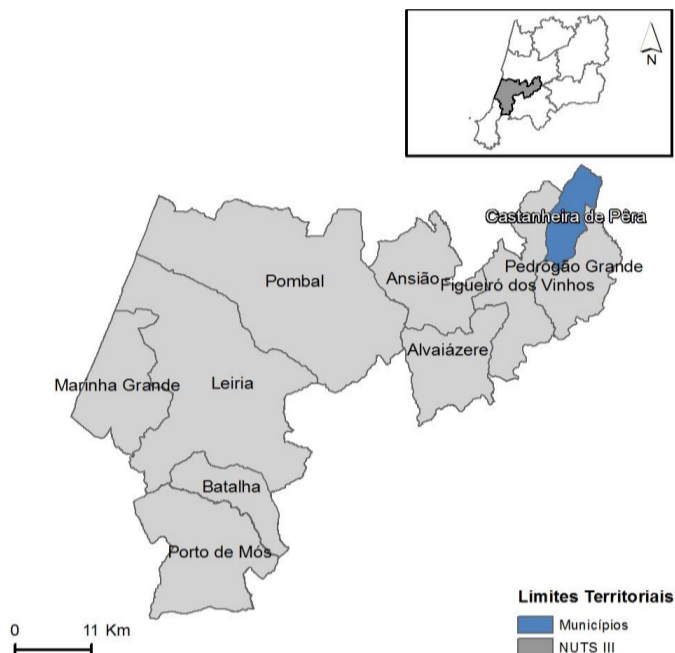 N
Castanheira de Pêra
Pedrógão Grande
Pombal
Ansião
Figueiró dos Vinhos
Alvaiázere
Marinha Grande
Leiria
Batalha
Porto de Mós
Limites Territoriais
0 11 Km
Municípios
NUTS III